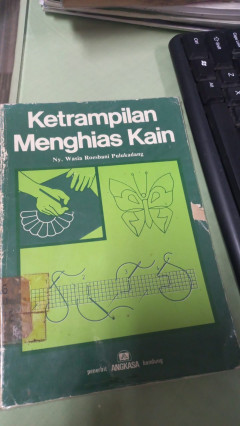 Ketrampilan
Menghias Kain
Ny. Wasia Roesbani Pulukadang
penerbit ANGKASA bandung